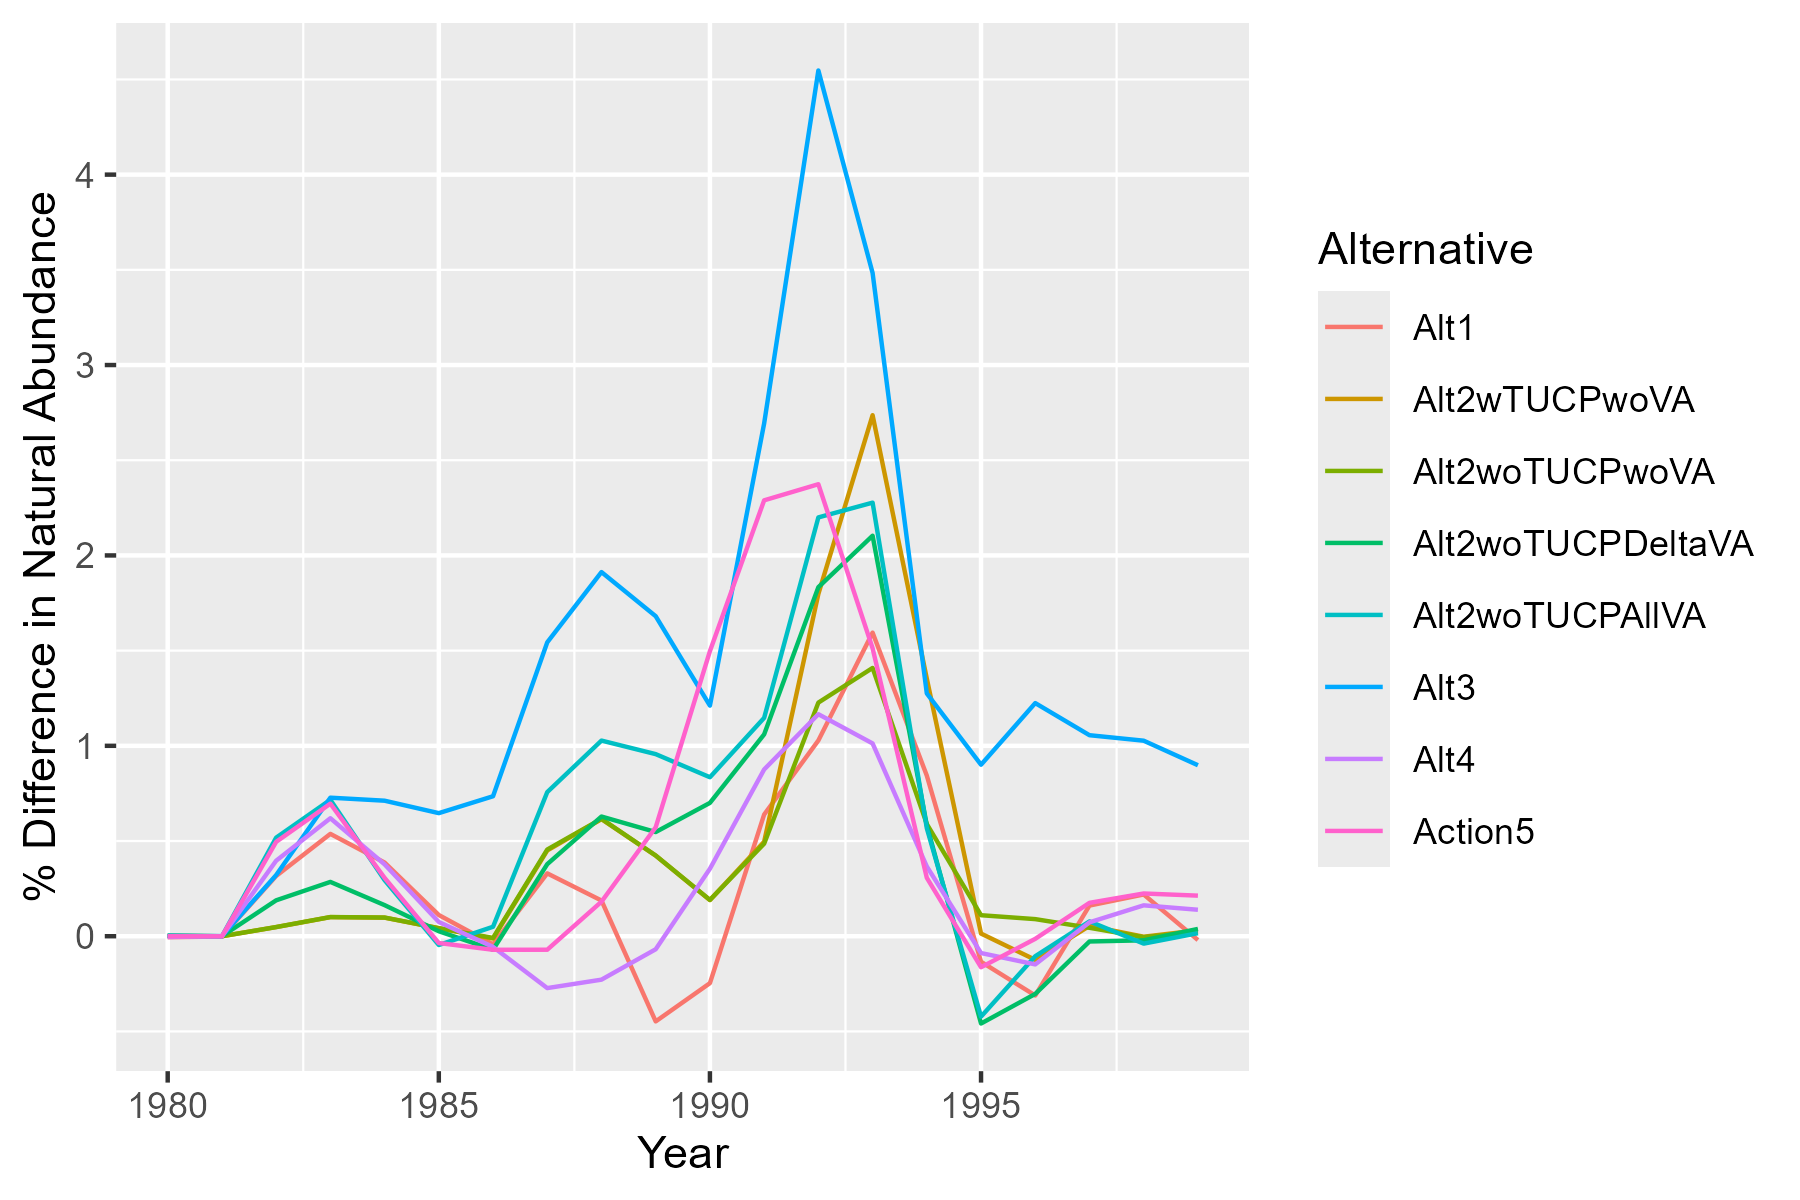 % Difference in Natural Abundance
4
3
2
1
0
1980
1985
1990
1995
Year
Alternative
Alt1
Alt2wTUCPwoVA
Alt2woTUCPwoVA
Alt2woTUCPDeltaVA
Alt2woTUCPAllVA
Alt3
Alt4
Action5